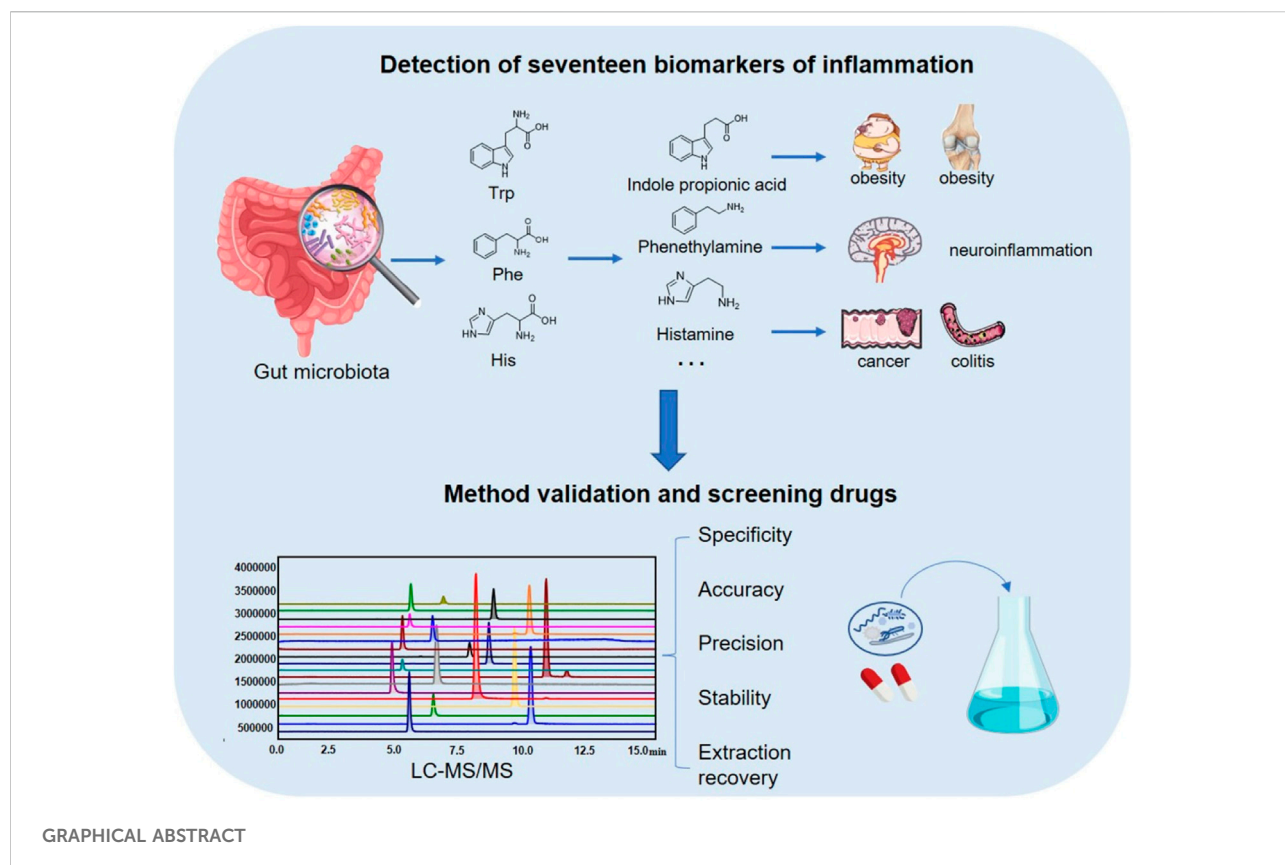 Detection of seventeen biomarkers of inflammation
NH₂
OH
O
N
H
Trp
O
OH
NH₂
Phe
N
HN
O
OH
NH₂
His
Gut microbiota
OH
O
N
H
Indole propionic acid
NH₂
Phenethylamine
N
HN
NH₂
Histamine
...
obesity
obesity
neuroinflammation
cancer
colitis
Method validation and screening drugs
4000000
3500000
3000000
2500000
2000000
1500000
1000000
500000
0.0 2.5 5.0 7.5 10.0 12.5 15.0 min
LC-MS/MS
Specificity
Accuracy
Precision
Stability
Extraction
recovery
GRAPHICAL ABSTRACT